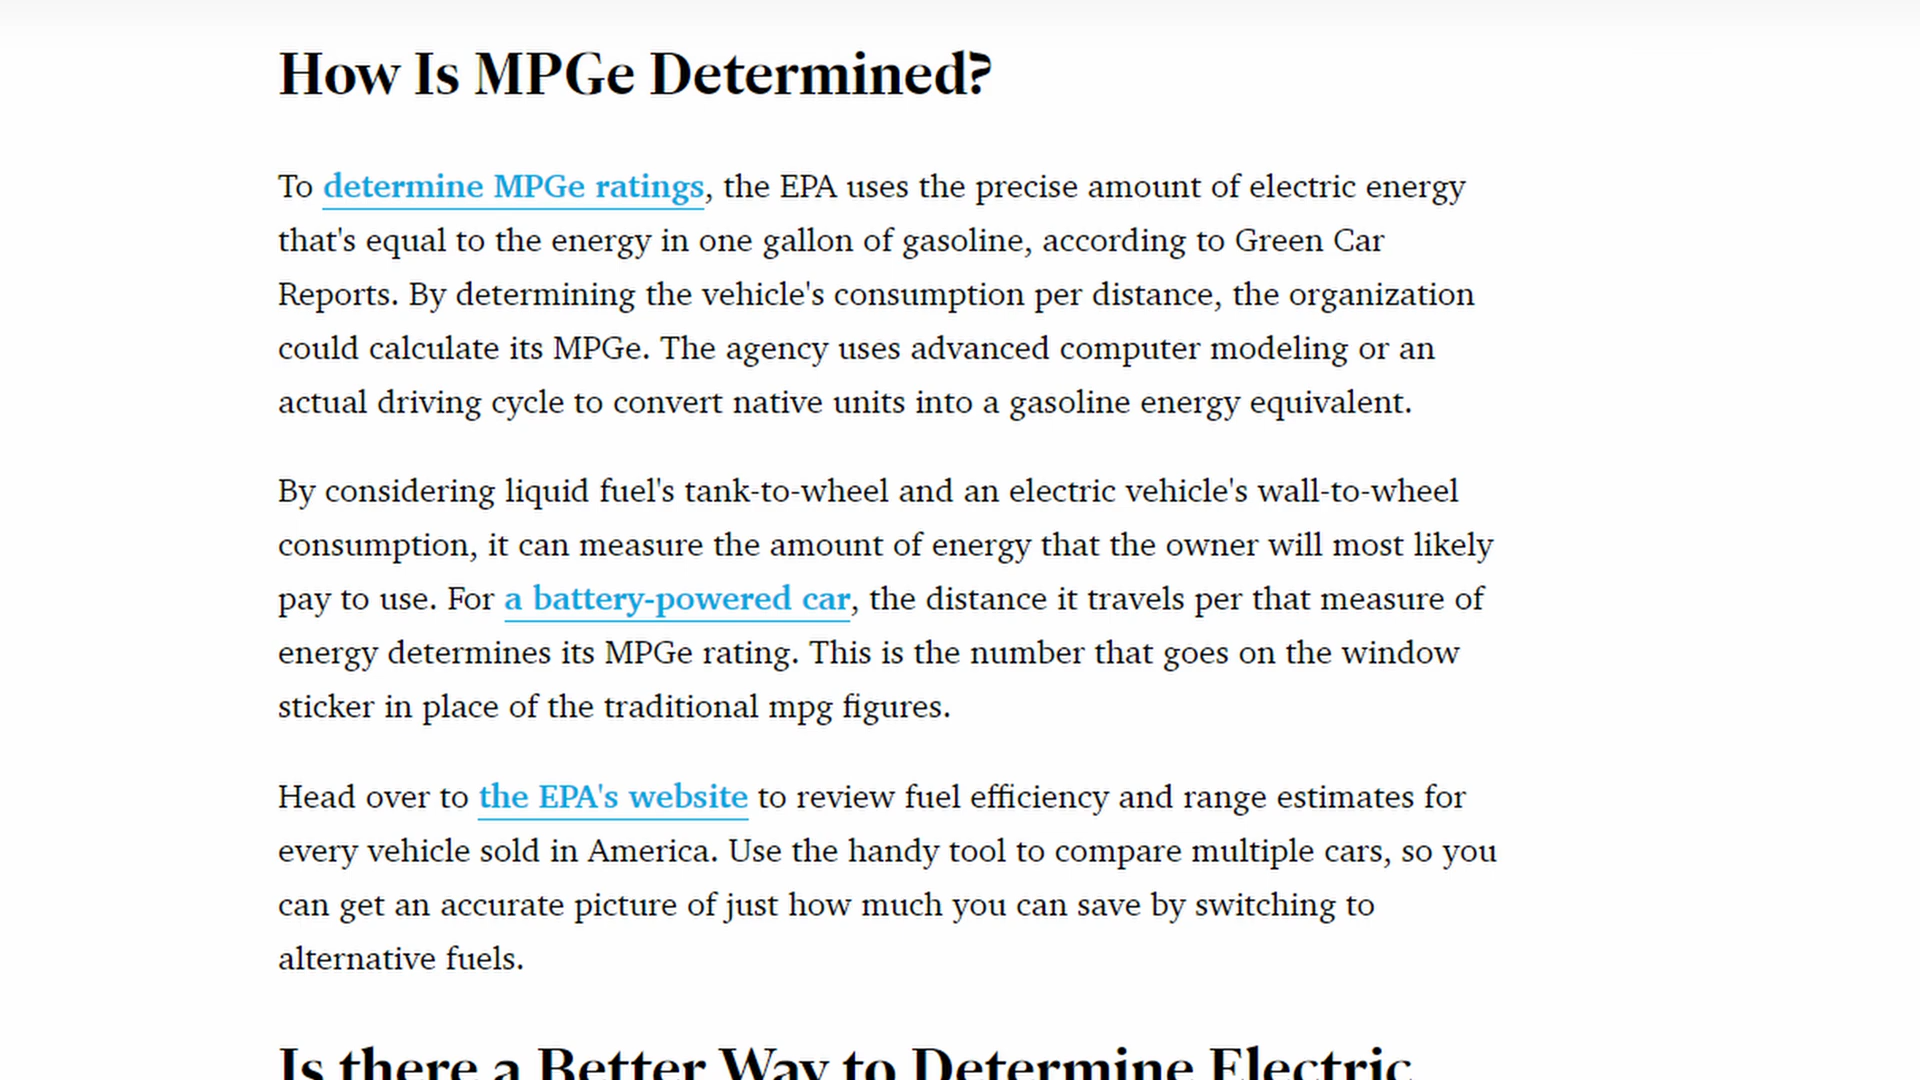 How Is MPGe Determined?
To determine MPGe ratings, the EPA uses the precise amount of electric energy
that's equal to the energy in one gallon of gasoline, according to Green Car
Reports. By determining the vehicle's consumption per distance, the organization
could calculate its MPGe. The agency uses advanced computer modeling or an
actual driving cycle to convert native units into a gasoline energy equivalent.
By considering liquid fuel's tank-to-wheel and an electric vehicle's wall-to-wheel
consumption, it can measure the amount of energy that the owner will most likely
pay to use. For a battery-powered car, the distance it travels per that measure of
energy determines its MPGe rating. This is the number that goes on the window
sticker in place of the traditional mpg figures.
Head over to the EPA's website to review fuel efficiency and range estimates for
every vehicle sold in America. Use the handy tool to compare multiple cars, so you
can get an accurate picture of just how much you can save by switching to
alternative fuels.
Is there a Better Way to Determine Electric